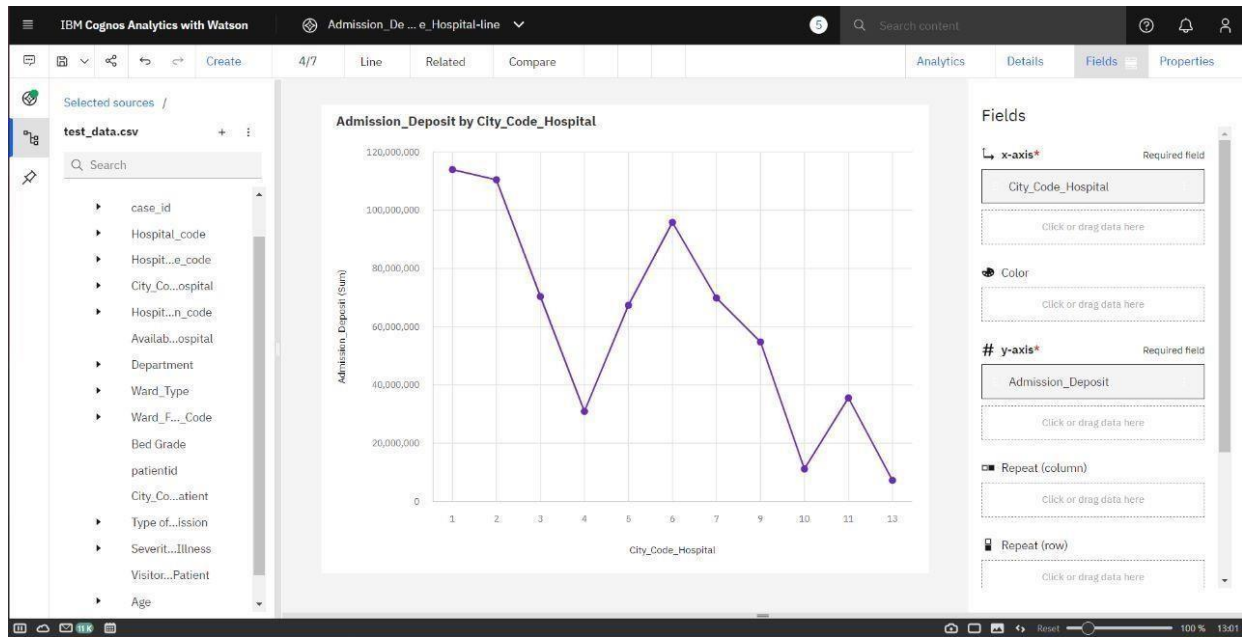 IBM Cognos Analytics with Watson
Admission_De ... e_Hospital-line
5
Search content
Create
4/7
Line
Related
Compare
Analytics
Details
Fields
Properties
Selected sources /
test_data.csv
Search
case_id
Hospital_code
Hospit...e_code
City_Co...ospital
Hospit...n_code
Availab...ospital
Department
Ward_Type
Ward_F..._Code
Bed Grade
patientid
City_Co...atient
Type of...ission
Severit...Illness
Visitor...Patient
Age
Admission_Deposit by City_Code_Hospital
120,000,000
100,000,000
80,000,000
60,000,000
40,000,000
20,000,000
0
Admission_Deposit (Sum)
1 2 3 4 5 6 7 9 10 11 13
City_Code_Hospital
Fields
x-axis* Required field
City_Code_Hospital
Click or drag data here
Color
Click or drag data here
# y-axis* Required field
Admission_Deposit
Click or drag data here
Repeat (column)
Click or drag data here
Repeat (row)
Click or drag data here
11K
Reset
100 % 13:01